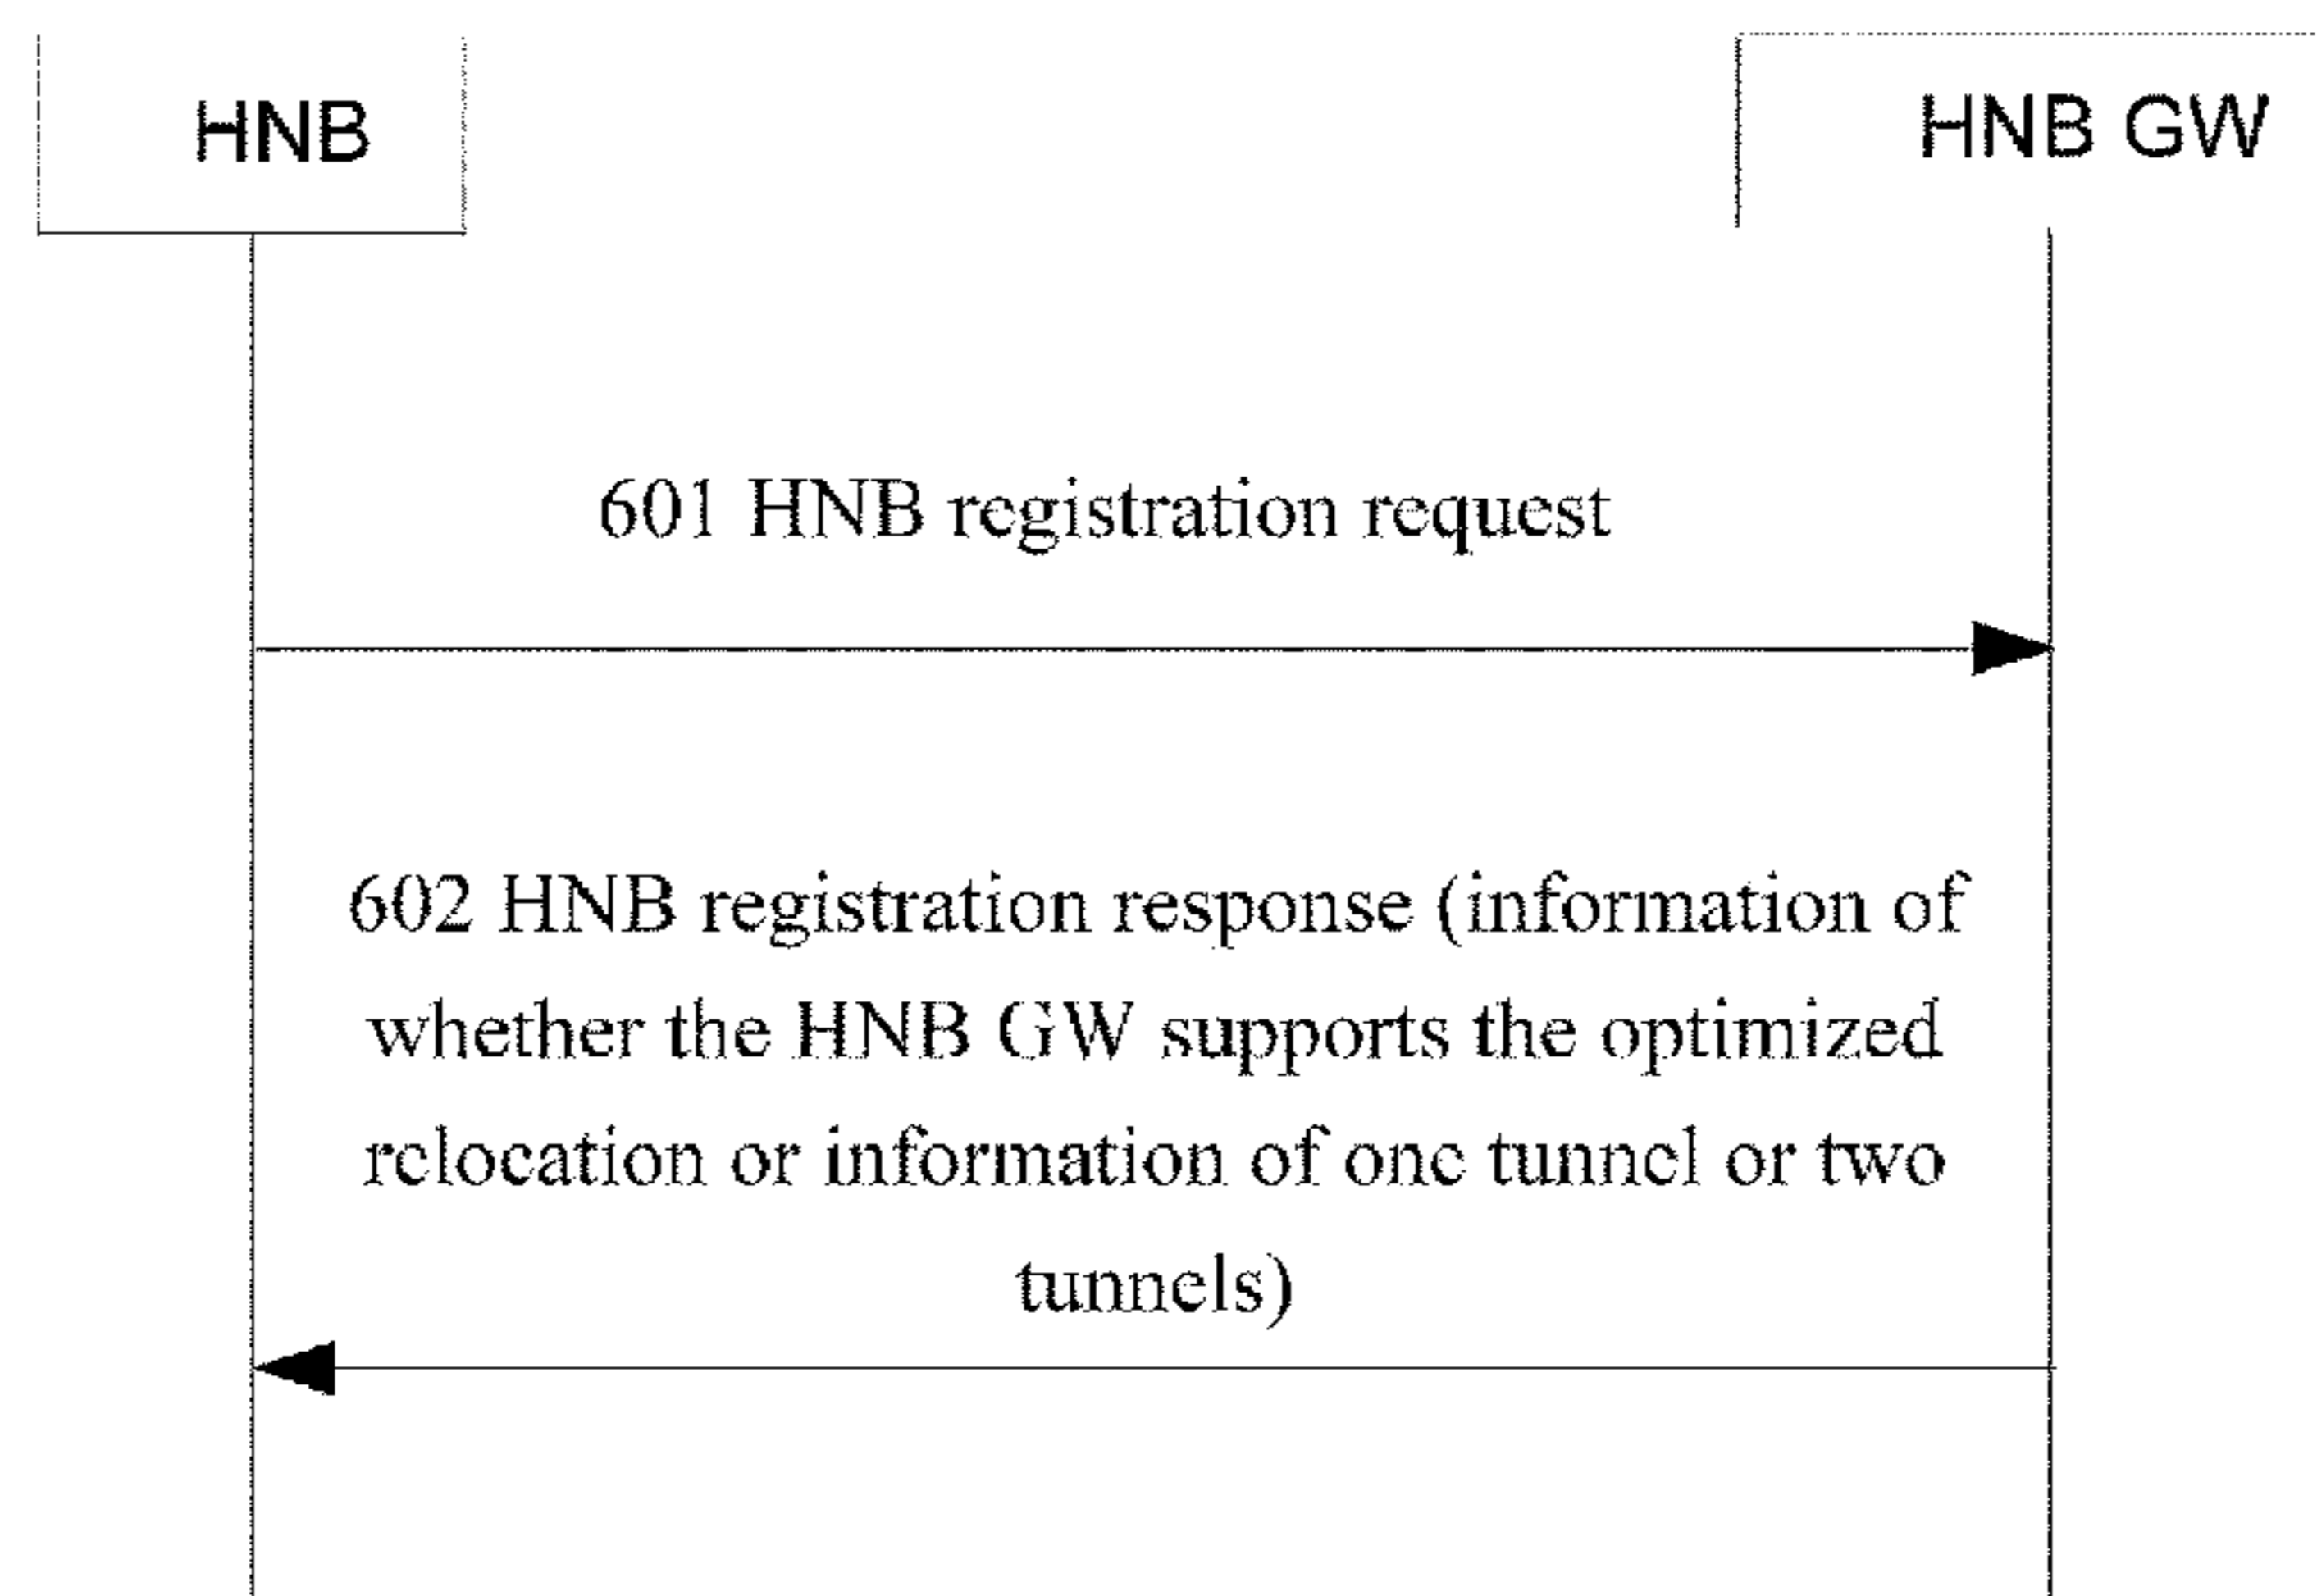 HNB
HNB GW
601 HNB registration request
602 HNB registration response (information of
whether the HNB GW supports the optimized
relocation or information of one tunnel or two
tunnels)